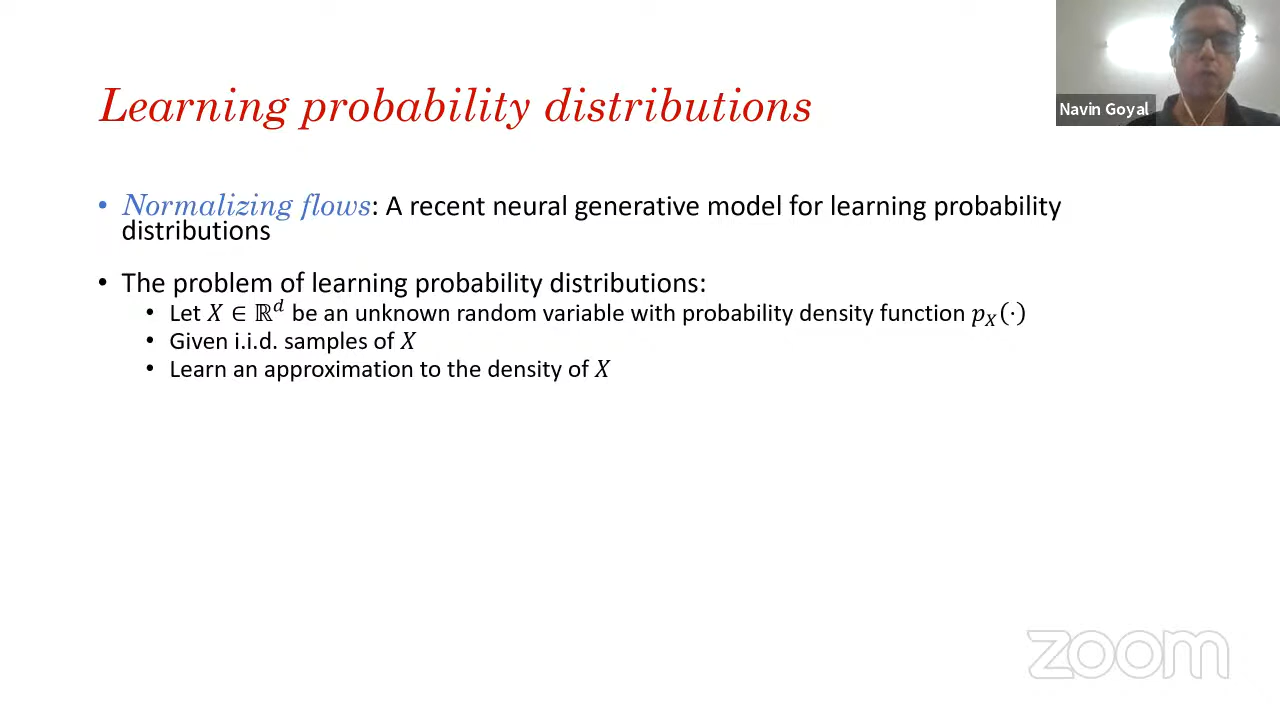 Learning probability distributions
Navin Goyal
• Normalizing flows: A recent neural generative model for learning probability
distributions
• The problem of learning probability distributions:
• Let 𝑋 ∈ ℝᵈ be an unknown random variable with probability density function 𝑝_𝑋(·)
• Given i.i.d. samples of 𝑋
• Learn an approximation to the density of 𝑋
zoom